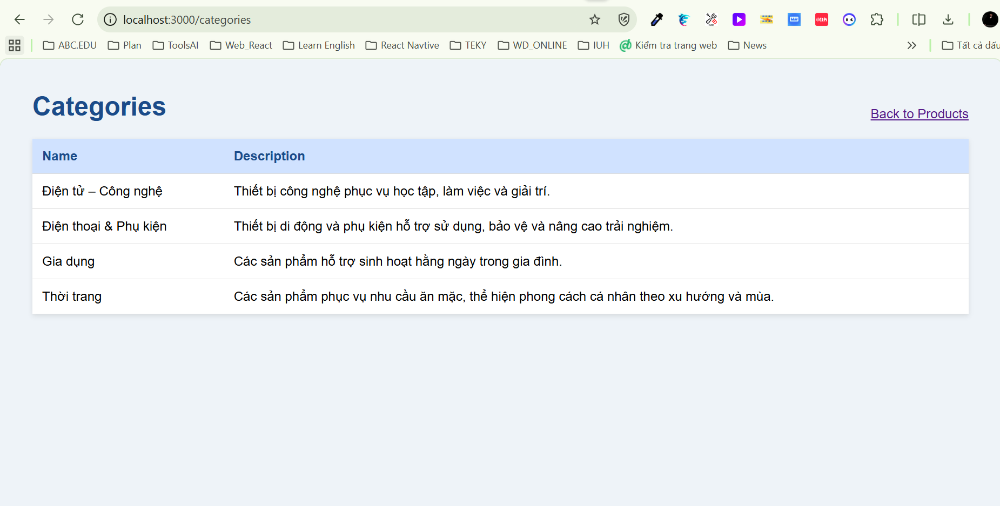 localhost:3000/categories
ABC.EDU Plan ToolsAI Web_React Learn English React Navtive TEKY WD_ONLINE IUH Kiểm tra trang web News Tất cả dấu
Categories
Back to Products
Name Description
Điện tử – Công nghệ Thiết bị công nghệ phục vụ học tập, làm việc và giải trí.
Điện thoại & Phụ kiện Thiết bị di động và phụ kiện hỗ trợ sử dụng, bảo vệ và nâng cao trải nghiệm.
Gia dụng Các sản phẩm hỗ trợ sinh hoạt hằng ngày trong gia đình.
Thời trang Các sản phẩm phục vụ nhu cầu ăn mặc, thể hiện phong cách cá nhân theo xu hướng và mùa.